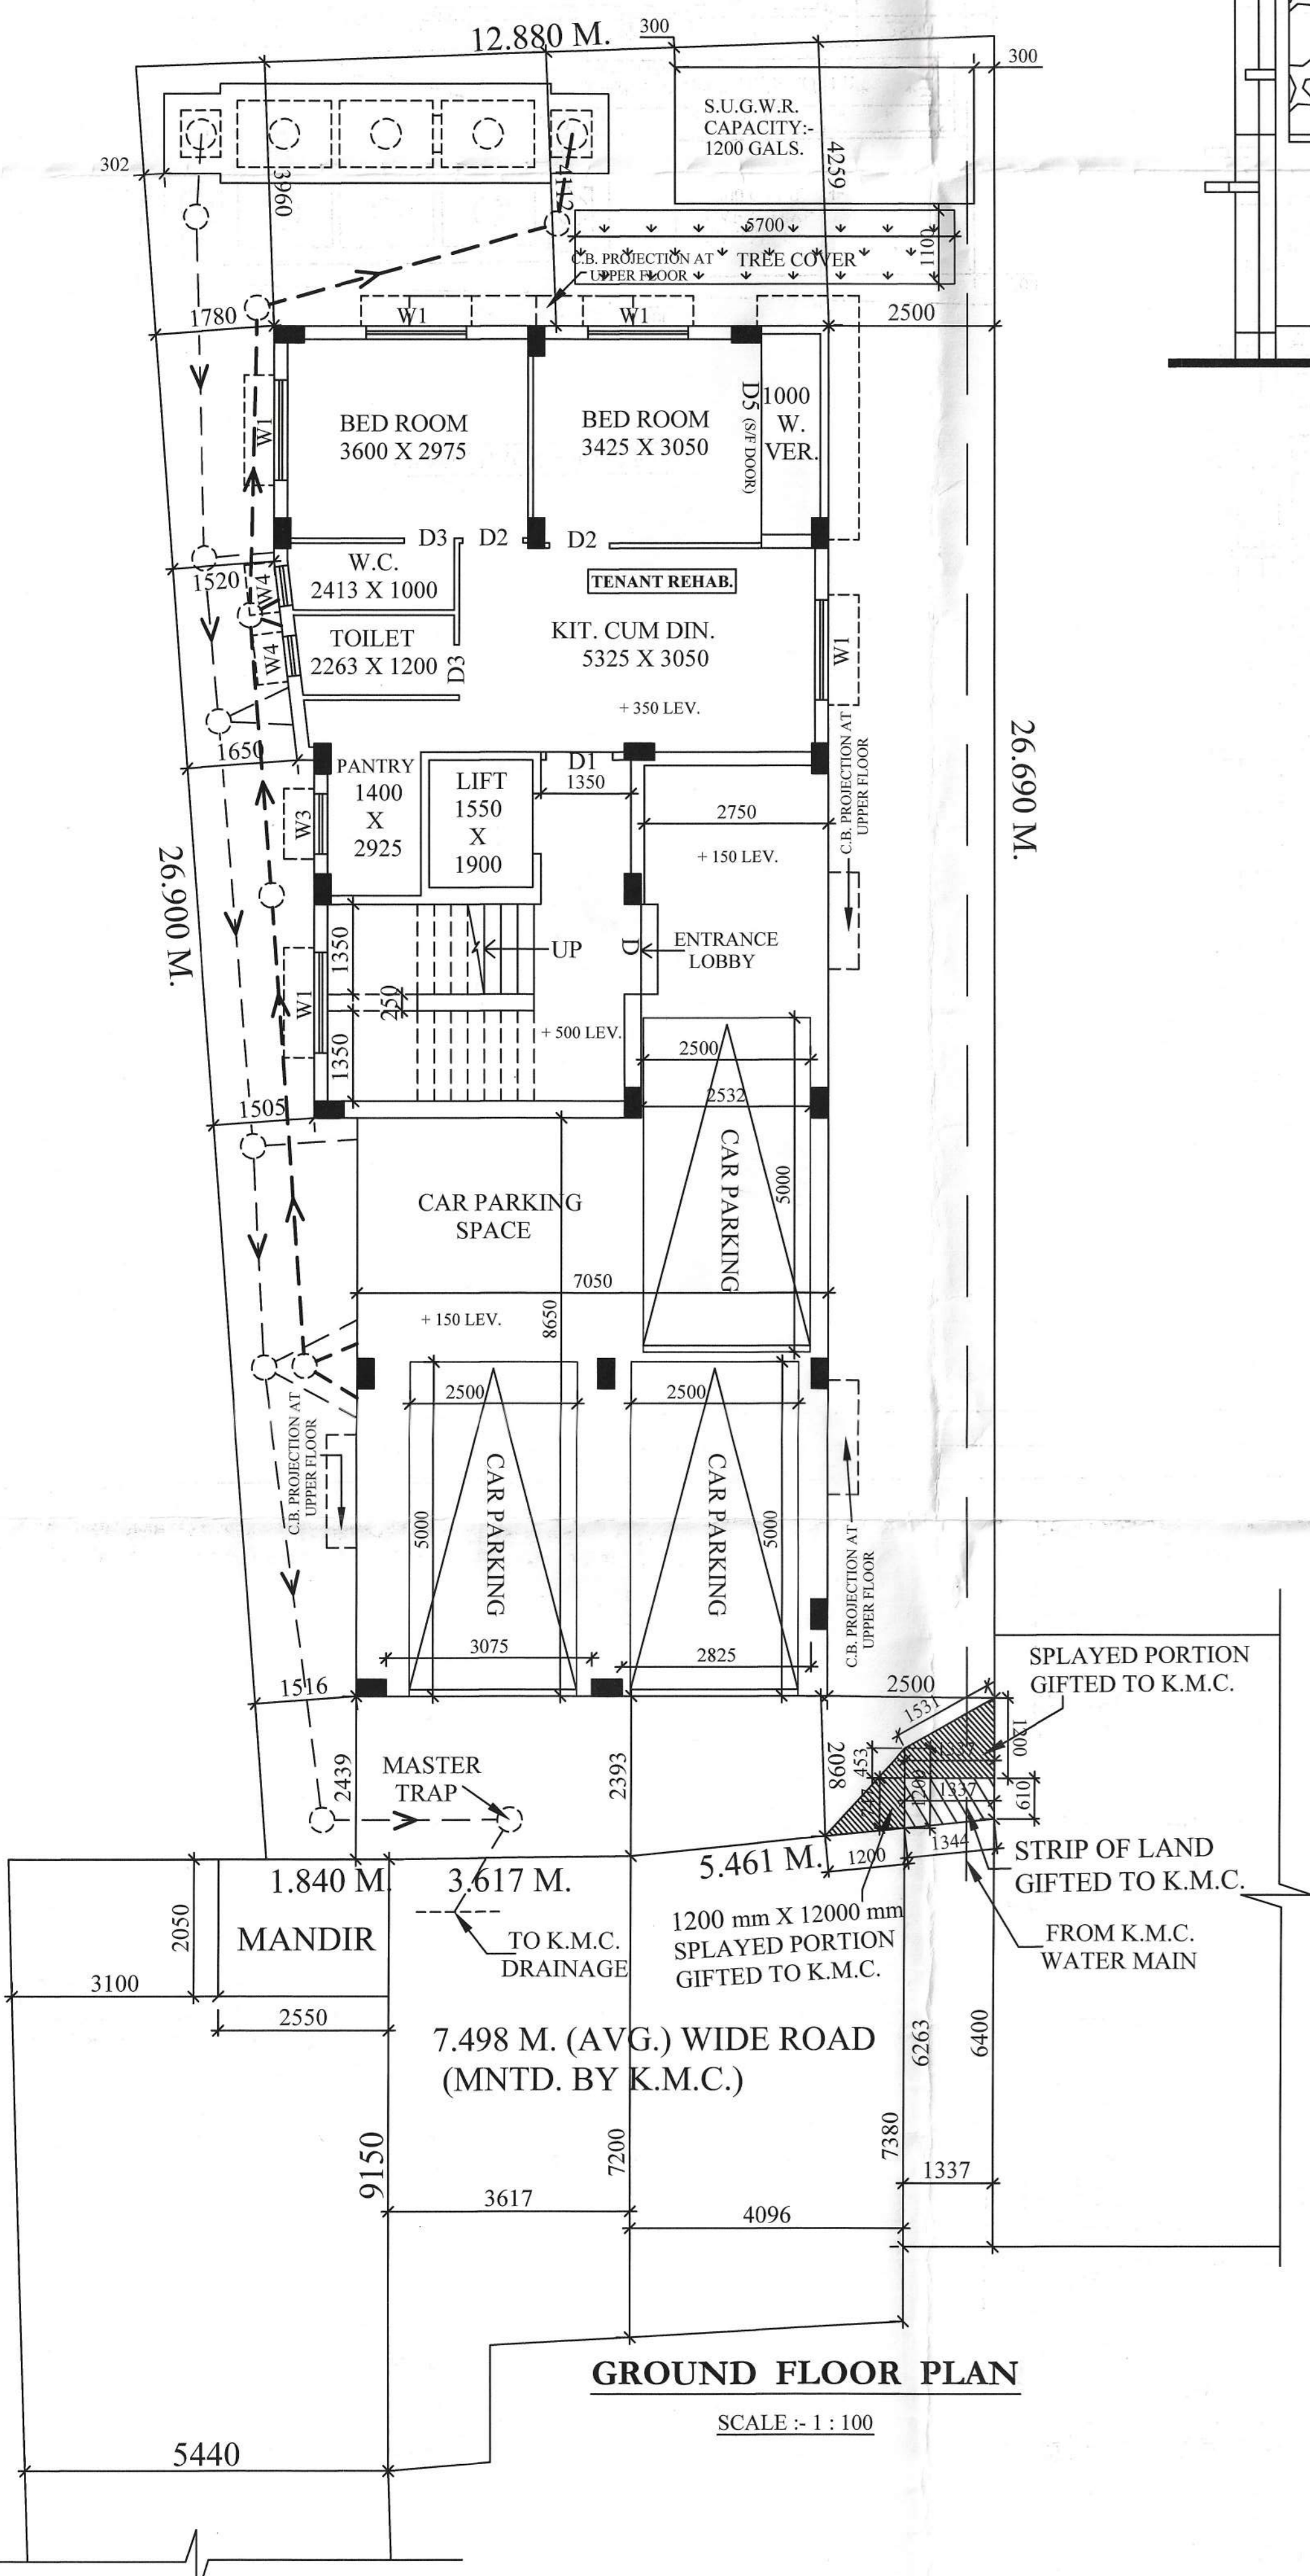 12.880 M.
300
300
S.U.G.W.R.
CAPACITY:-
1200 GALS.
302
3960
4112
4259
5700
1100
C.B. PROJECTION AT
UPPER FLOOR
TREE COVER
1780
W1
W1
2500
W1
BED ROOM
3600 X 2975
BED ROOM
3425 X 3050
D5 (S/F DOOR)
1000
W.
VER.
D3
D2
D2
1520
W4
W.C.
2413 X 1000
TENANT REHAB.
W4
TOILET
2263 X 1200
D3
KIT. CUM DIN.
5325 X 3050
W1
+ 350 LEV.
1650
PANTRY
1400
X
2925
W3
LIFT
1550
X
1900
D1
1350
2750
+ 150 LEV.
C.B. PROJECTION AT
UPPER FLOOR
26.690 M.
26.900 M.
1350
UP
D
ENTRANCE
LOBBY
W1
250
1350
+ 500 LEV.
2500
2532
1505
CAR PARKING
5000
CAR PARKING
SPACE
7050
+ 150 LEV.
8650
C.B. PROJECTION AT
UPPER FLOOR
2500
2500
5000
CAR PARKING
CAR PARKING
5000
C.B. PROJECTION AT
UPPER FLOOR
3075
2825
SPLAYED PORTION
GIFTED TO K.M.C.
1516
2500
1531
1200
2439
MASTER
TRAP
2393
2098
453
1200
1337
610
1.840 M.
3.617 M.
5.461 M.
1200
1344
STRIP OF LAND
GIFTED TO K.M.C.
2050
MANDIR
TO K.M.C.
DRAINAGE
1200 mm X 12000 mm
SPLAYED PORTION
GIFTED TO K.M.C.
FROM K.M.C.
WATER MAIN
3100
2550
7.498 M. (AVG.) WIDE ROAD
(MNTD. BY K.M.C.)
6263
6400
9150
7200
7380
1337
3617
4096
GROUND FLOOR PLAN
SCALE :- 1 : 100
5440